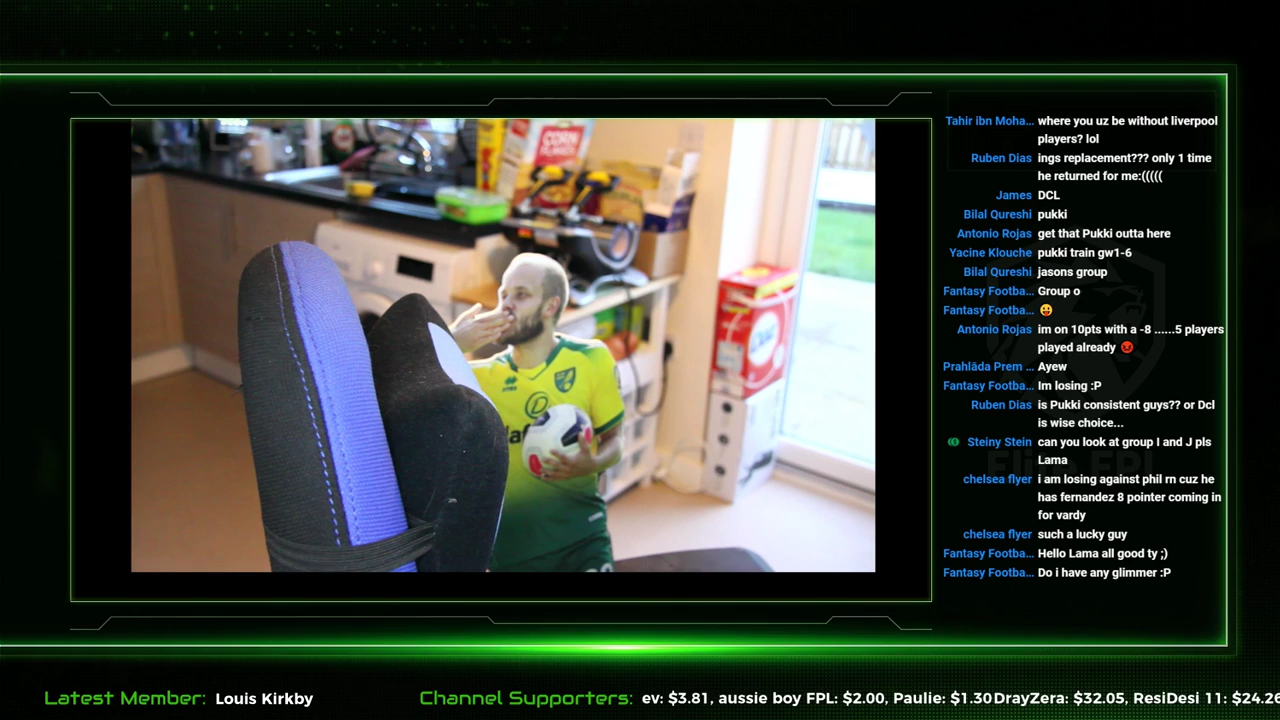 Tahir ibn Moha... where you uz be without liverpool
players? lol
Ruben Dias ings replacement??? only 1 time
he returned for me:(((((
James DCL
Bilal Qureshi pukki
Antonio Rojas get that Pukki outta here
Yacine Klouche pukki train gw1-6
Bilal Qureshi jasons group
Fantasy Footba... Group o
Fantasy Footba... 😛
Antonio Rojas im on 10pts with a -8 ......5 players
played already 😡
Prahlāda Prem ... Ayew
Fantasy Footba... Im losing :P
Ruben Dias is Pukki consistent guys?? or Dcl
is wise choice...
Steiny Stein can you look at group I and J pls
Lama
chelsea flyer i am losing against phil rn cuz he
has fernandez 8 pointer coming in
for vardy
chelsea flyer such a lucky guy
Fantasy Footba... Hello Lama all good ty ;)
Fantasy Footba... Do i have any glimmer :P
CORN
Latest Member: Louis Kirkby
Channel Supporters: ev: $3.81, aussie boy FPL: $2.00, Paulie: $1.30DrayZera: $32.05, ResiDesi 11: $24.26